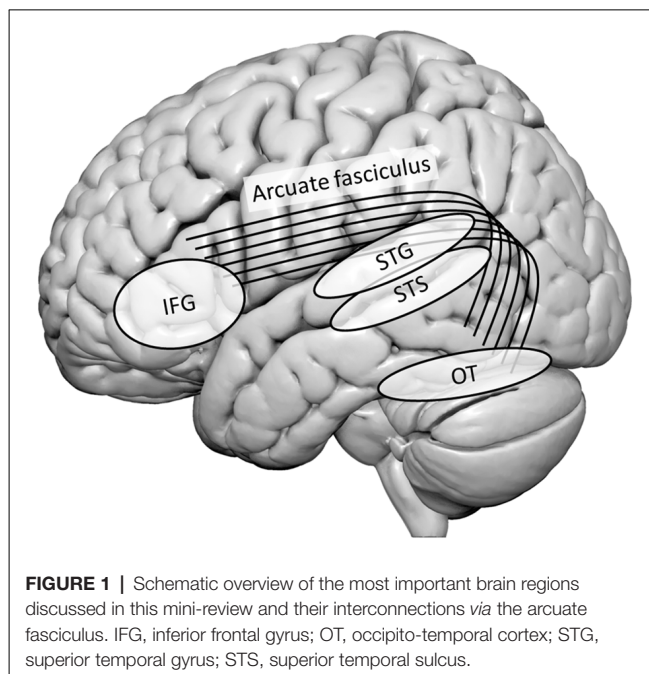 Arcuate fasciculus
STG
STS
IFG
OT
FIGURE 1 | Schematic overview of the most important brain regions
discussed in this mini-review and their interconnections via the arcuate
fasciculus. IFG, inferior frontal gyrus; OT, occipito-temporal cortex; STG,
superior temporal gyrus; STS, superior temporal sulcus.